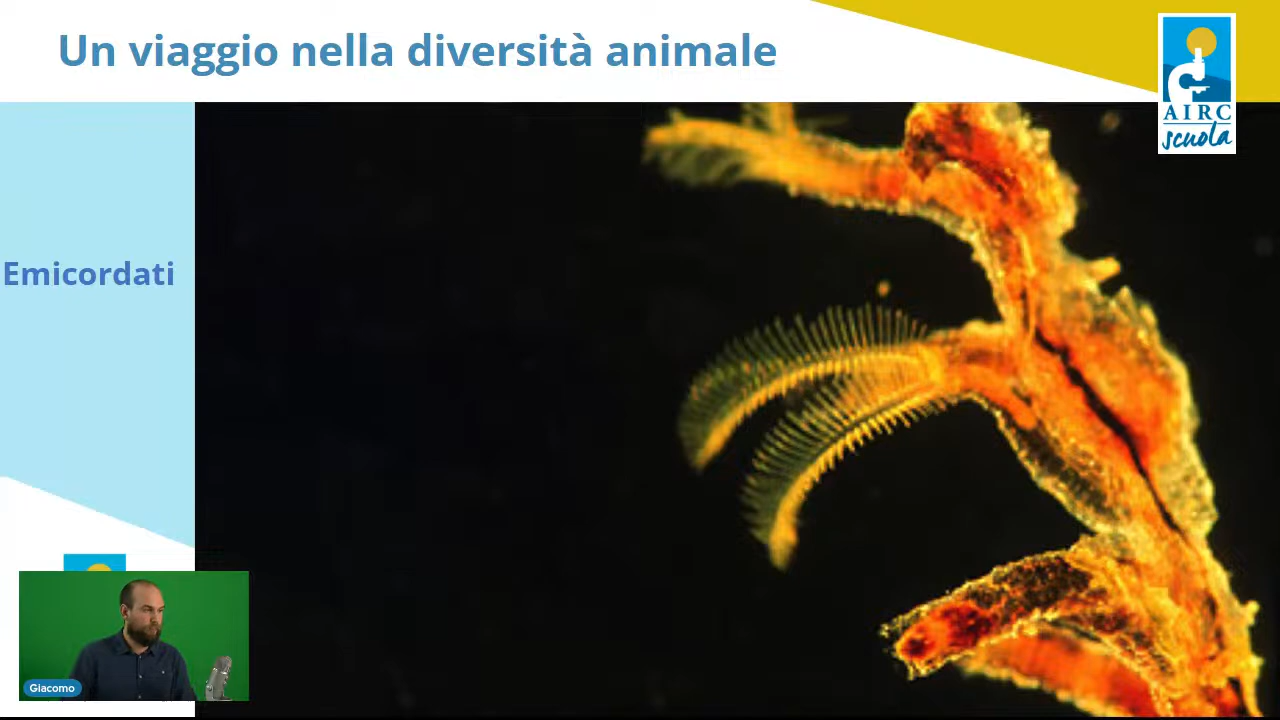 Un viaggio nella diversità animale
AIRC
scuola
Emicordati
Giacomo